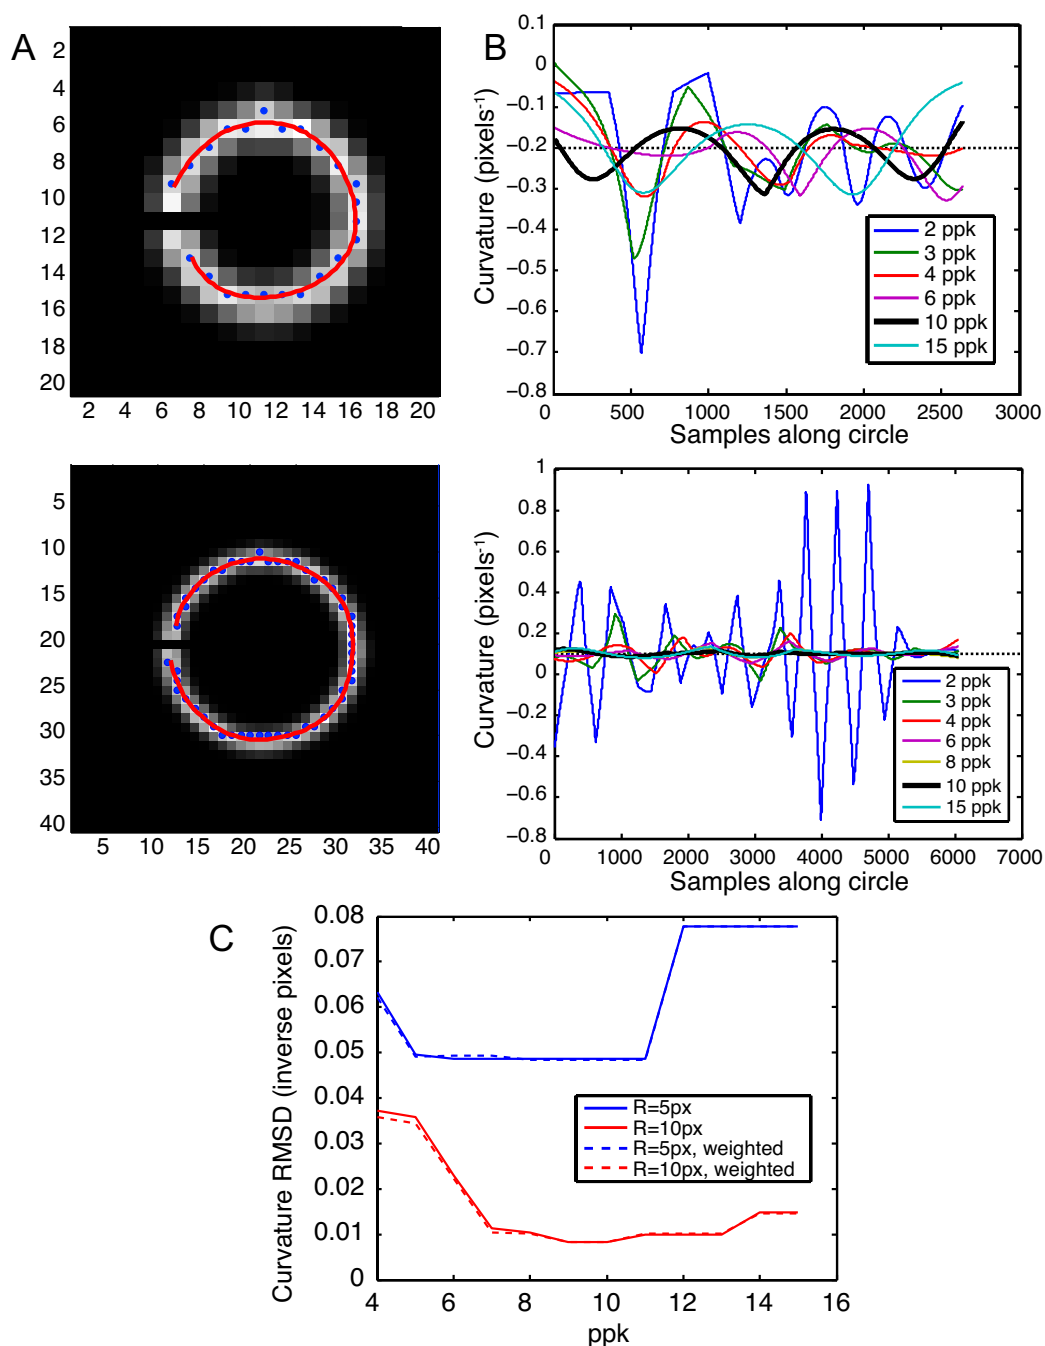 A
2
4
6
8
10
12
14
16
18
20
2 4 6 8 10 12 14 16 18 20
B
0.1
0
−0.1
−0.2
−0.3
−0.4
−0.5
−0.6
−0.7
−0.8
Curvature (pixels-1)
2 ppk
3 ppk
4 ppk
6 ppk
10 ppk
15 ppk
0 500 1000 1500 2000 2500 3000
Samples along circle
5
10
15
20
25
30
35
40
5 10 15 20 25 30 35 40
1
0.8
0.6
0.4
0.2
0
−0.2
−0.4
−0.6
−0.8
Curvature (pixels-1)
2 ppk
3 ppk
4 ppk
6 ppk
8 ppk
10 ppk
15 ppk
0 1000 2000 3000 4000 5000 6000 7000
Samples along circle
C
0.08
0.07
0.06
0.05
0.04
0.03
0.02
0.01
0
Curvature RMSD (inverse pixels)
R=5px
R=10px
R=5px, weighted
R=10px, weighted
4 6 8 10 12 14 16
ppk